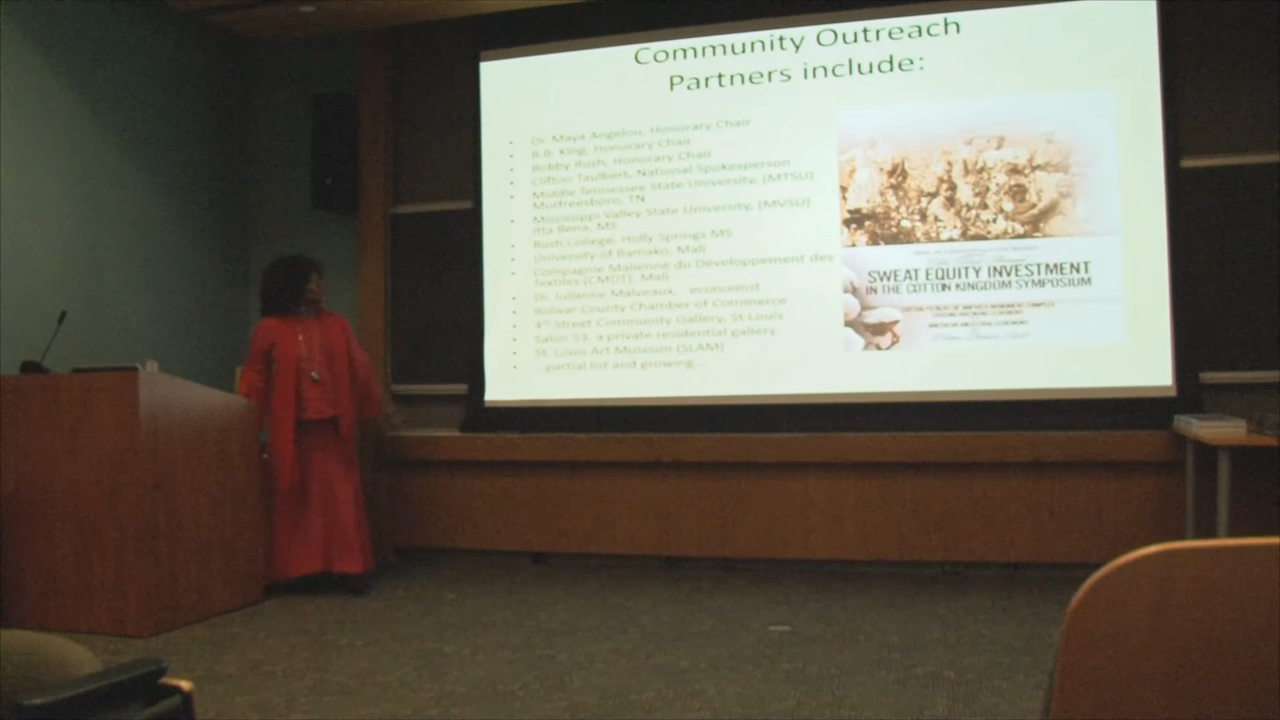 Community Outreach
Partners include:
• Dr. Maya Angelou, Honorary Chair
• B.B. King, Honorary Chair
• Bobby Rush, Honorary Chair
• Clifton Taulbert, National Spokesperson
• Middle Tennessee State University, (MTSU)
Murfreesboro, TN
• Mississippi Valley State University, (MVSU)
Itta Bena, MS
• Rush College, Holly Springs MS
• University of Bamako, Mali
• Compagnie Malienne du Développement des
Textiles (CMDT), Mali
• Dr. Julianne Malveaux, economist
• Bolivar County Chamber of Commerce
• 4th Street Community Gallery, St Louis
• Salon 53, a private residential gallery
• St. Louis Art Museum (SLAM)
• ...partial list and growing...
SWEAT EQUITY INVESTMENT
IN THE COTTON KINGDOM SYMPOSIUM